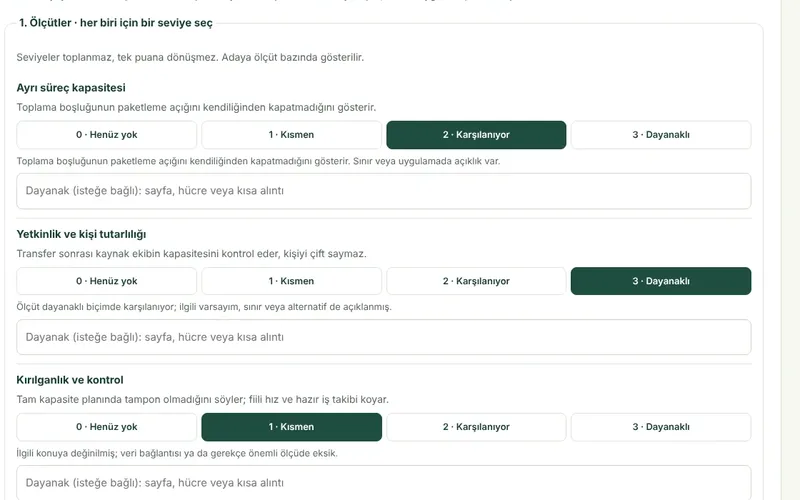 1. Ölçütler · her biri için bir seviye seç
Seviyeler toplanmaz, tek puana dönüşmez. Adaya ölçüt bazında gösterilir.
Ayrı süreç kapasitesi
Toplama boşluğunun paketleme açığını kendiliğinden kapatmadığını gösterir.
0 · Henüz yok
1 · Kısmen
2 · Karşılanıyor
3 · Dayanaklı
Toplama boşluğunun paketleme açığını kendiliğinden kapatmadığını gösterir. Sınır veya uygulamada açıklık var.
Dayanak (isteğe bağlı): sayfa, hücre veya kısa alıntı
Yetkinlik ve kişi tutarlılığı
Transfer sonrası kaynak ekibin kapasitesini kontrol eder, kişiyi çift saymaz.
0 · Henüz yok
1 · Kısmen
2 · Karşılanıyor
3 · Dayanaklı
Ölçüt dayanaklı biçimde karşılanıyor; ilgili varsayım, sınır veya alternatif de açıklanmış.
Dayanak (isteğe bağlı): sayfa, hücre veya kısa alıntı
Kırılganlık ve kontrol
Tam kapasite planında tampon olmadığını söyler; fiili hız ve hazır iş takibi koyar.
0 · Henüz yok
1 · Kısmen
2 · Karşılanıyor
3 · Dayanaklı
İlgili konuya değinilmiş; veri bağlantısı ya da gerekçe önemli ölçüde eksik.
Dayanak (isteğe bağlı): sayfa, hücre veya kısa alıntı